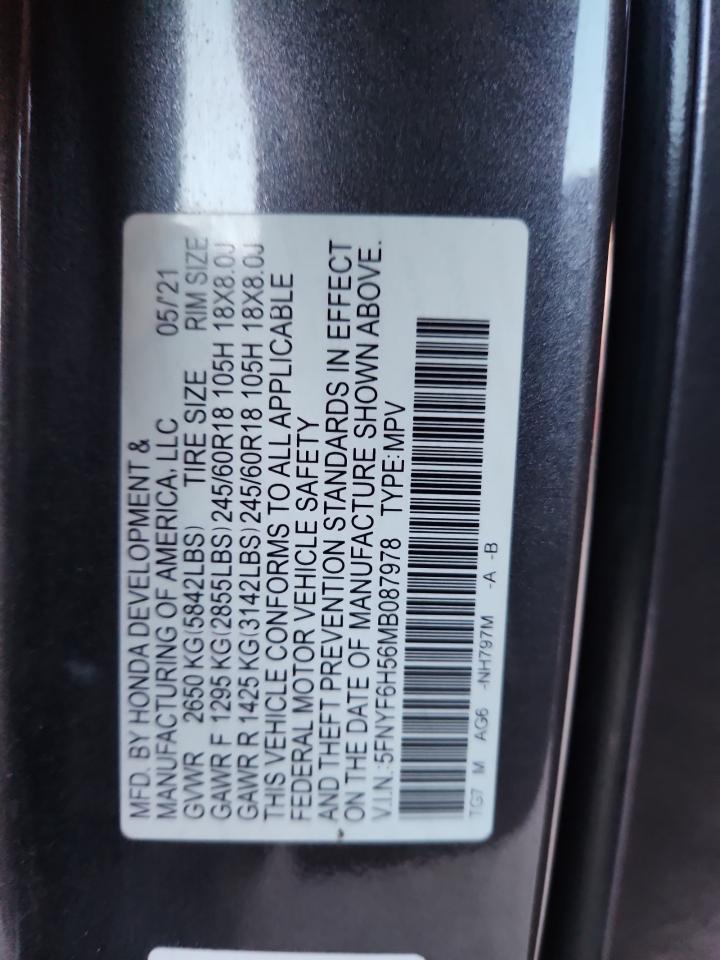 MFD. BY HONDA DEVELOPMENT &
MANUFACTURING OF AMERICA, LLC 05/'21
GVWR 2650 KG(5842LBS) TIRE SIZE RIM SIZE
GAWR F 1295 KG(2855LBS) 245/60R18 105H 18X8.0J
GAWR R 1425 KG(3142LBS) 245/60R18 105H 18X8.0J
THIS VEHICLE CONFORMS TO ALL APPLICABLE
FEDERAL MOTOR VEHICLE SAFETY
AND THEFT PREVENTION STANDARDS IN EFFECT
ON THE DATE OF MANUFACTURE SHOWN ABOVE.
V.I.N.:5FNYF6H56MB087978 TYPE:MPV
TG7 M AG6 -NH797M -A -B